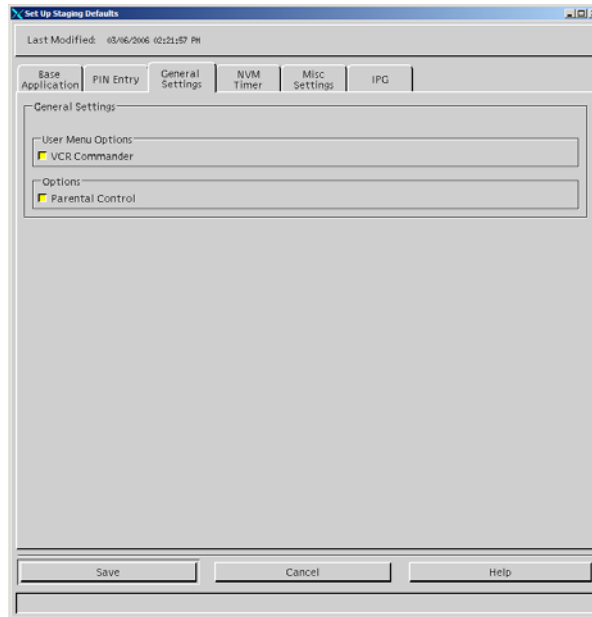 Set Up Staging Defaults
Last Modified: 03/06/2006 02:21:57 PM
Base Application
PIN Entry
General Settings
NVM Timer
Misc Settings
IPG
General Settings
User Menu Options
VCR Commander
Options
Parental Control
Save
Cancel
Help